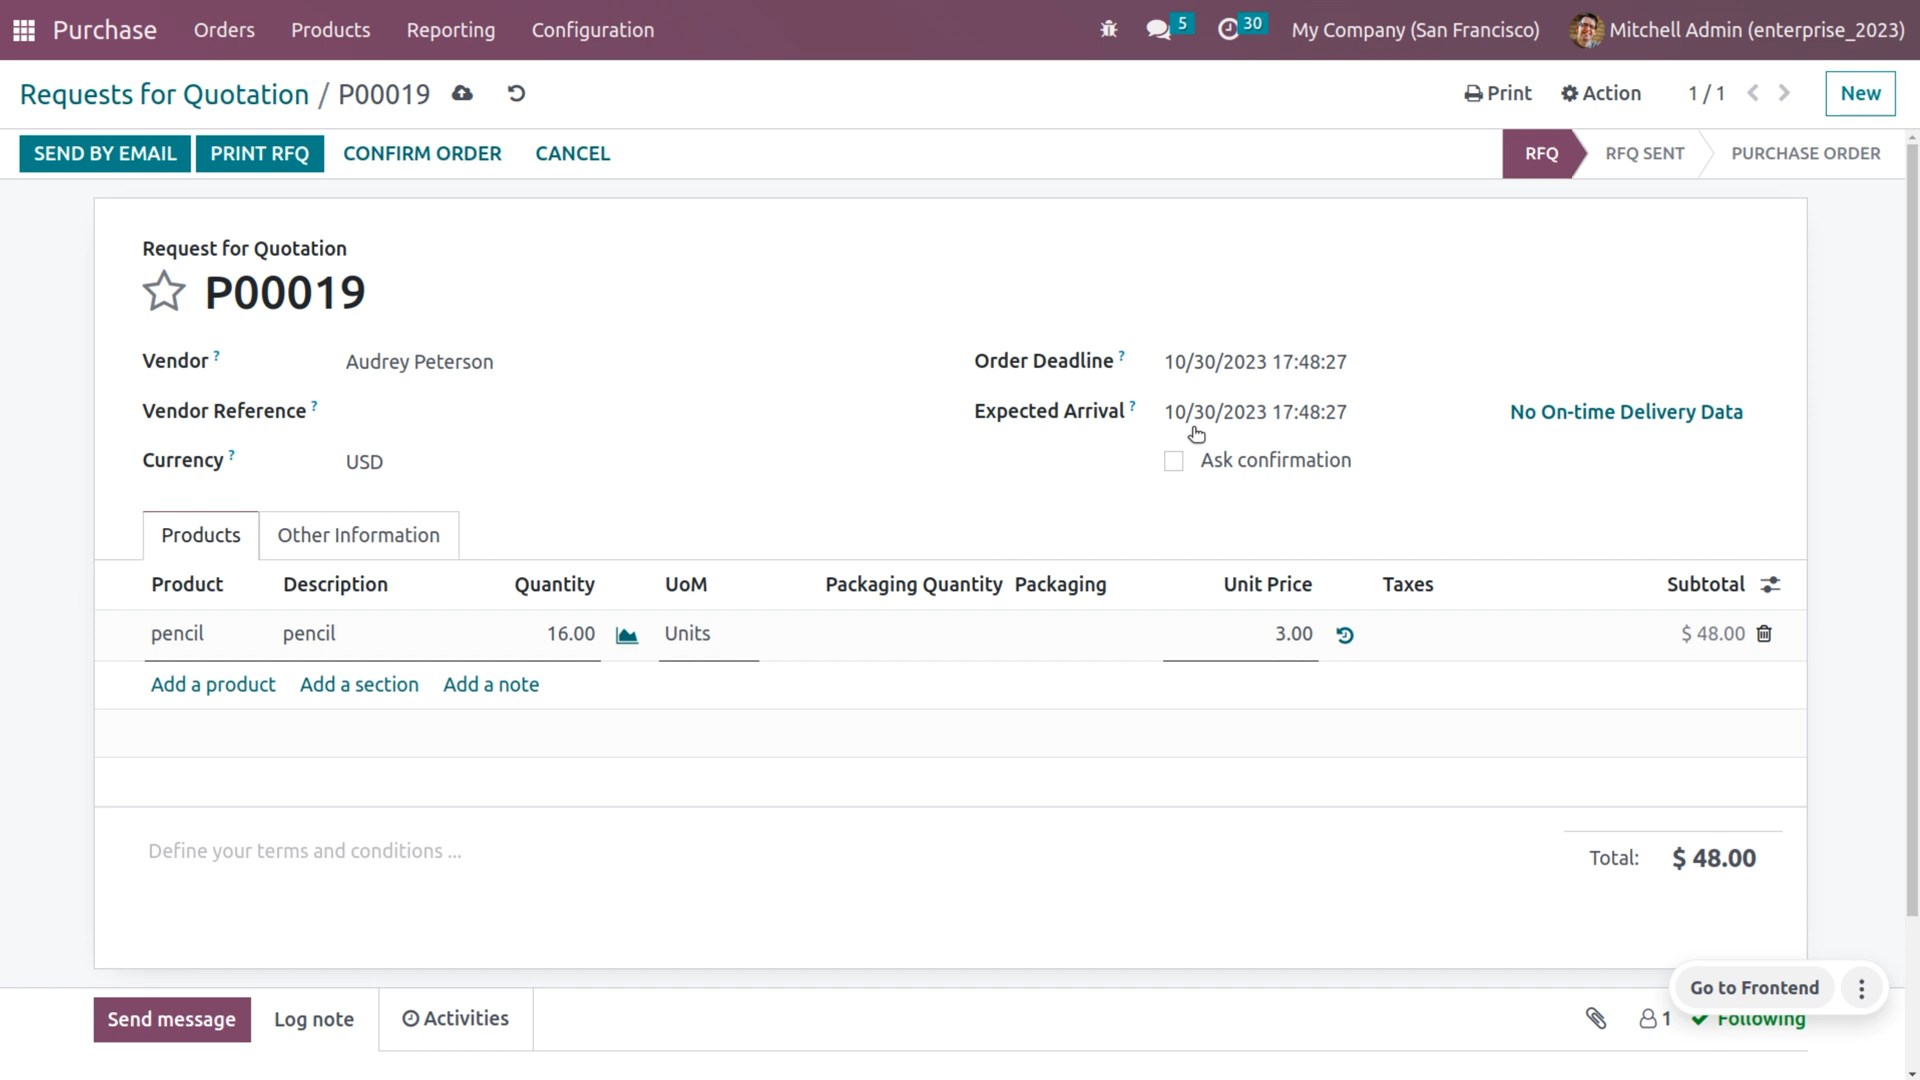 Purchase Orders Products Reporting Configuration 5 30 My Company (San Francisco) Mitchell Admin (enterprise_2023)
Requests for Quotation / P00019 Print Action 1 / 1 New
SEND BY EMAIL PRINT RFQ CONFIRM ORDER CANCEL RFQ RFQ SENT PURCHASE ORDER
Request for Quotation
P00019
Vendor ? Audrey Peterson Order Deadline ? 10/30/2023 17:48:27
Vendor Reference ? Expected Arrival ? 10/30/2023 17:48:27 No On-time Delivery Data
Currency ? USD Ask confirmation
Products Other Information
Product Description Quantity UoM Packaging Quantity Packaging Unit Price Taxes Subtotal
pencil pencil 16.00 Units 3.00 $ 48.00
Add a product Add a section Add a note
Define your terms and conditions ... Total: $ 48.00
Go to Frontend
Send message Log note Activities 1 Following